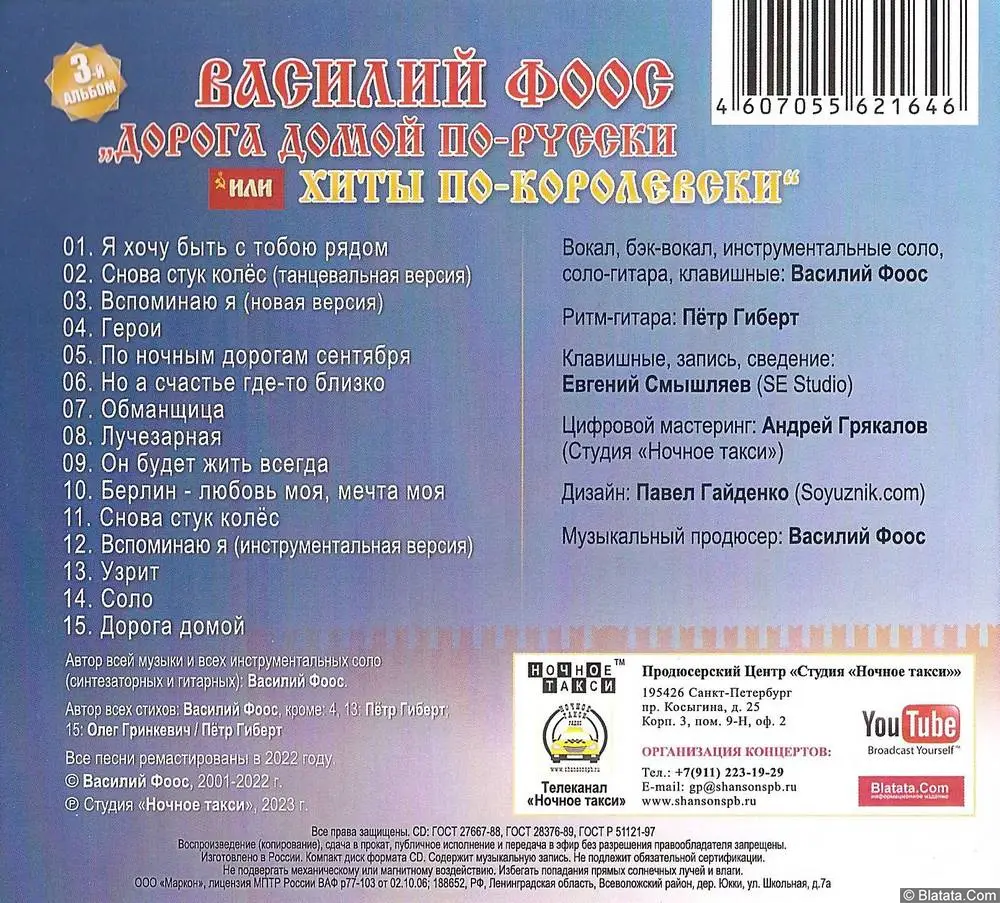 3-й
АЛЬБОМ
ВАСИЛИЙ ФООС
„ДОРОГА ДОМОЙ ПО-РУССКИ
ИЛИ ХИТЫ ПО-КОРОЛЕВСКИ“
4 607055 621646
01. Я хочу быть с тобою рядом
02. Снова стук колёс (танцевальная версия)
03. Вспоминаю я (новая версия)
04. Герои
05. По ночным дорогам сентября
06. Но а счастье где-то близко
07. Обманщица
08. Лучезарная
09. Он будет жить всегда
10. Берлин - любовь моя, мечта моя
11. Снова стук колёс
12. Вспоминаю я (инструментальная версия)
13. Узрит
14. Соло
15. Дорога домой
Автор всей музыки и всех инструментальных соло
(синтезаторных и гитарных): Василий Фоос.
Автор всех стихов: Василий Фоос, кроме: 4, 13: Пётр Гиберт;
15: Олег Гринкевич / Пётр Гиберт
Все песни ремастированы в 2022 году.
© Василий Фоос, 2001-2022 г.
℗ Студия «Ночное такси», 2023 г.
Вокал, бэк-вокал, инструментальные соло,
соло-гитара, клавишные: Василий Фоос
Ритм-гитара: Пётр Гиберт
Клавишные, запись, сведение:
Евгений Смышляев (SE Studio)
Цифровой мастеринг: Андрей Грякалов
(Студия «Ночное такси»)
Дизайн: Павел Гайденко (Soyuznik.com)
Музыкальный продюсер: Василий Фоос
НОЧНОЕ ™
ТАКСИ
НОЧНОЕ
ТАКСИ
РАДИО
www.shansonspb.ru
Телеканал
«Ночное такси»
Продюсерский Центр «Студия «Ночное такси»»
195426 Санкт-Петербург
пр. Косыгина, д. 25
Корп. 3, пом. 9-Н, оф. 2
ОРГАНИЗАЦИЯ КОНЦЕРТОВ:
Тел.: +7(911) 223-19-29
E-mail: gp@shansonspb.ru
www.shansonspb.ru
YouTube
Broadcast Yourself™
Blatata.Com
информационное издание
Все права защищены. CD: ГОСТ 27667-88, ГОСТ 28376-89, ГОСТ Р 51121-97
Воспроизведение (копирование), сдача в прокат, публичное исполнение и передача в эфир без разрешения правообладателя запрещены.
Изготовлено в России. Компакт диск формата CD. Содержит музыкальную запись. Не подлежит обязательной сертификации.
Не подвергать механическому или магнитному воздействию. Избегать попадания прямых солнечных лучей и влаги.
ООО «Маркон», лицензия МПТР России ВАФ р77-103 от 02.10.06; 188652, РФ, Ленинградская область, Всеволожский район, дер. Юкки, ул. Школьная, д.7а
© Blatata.Com